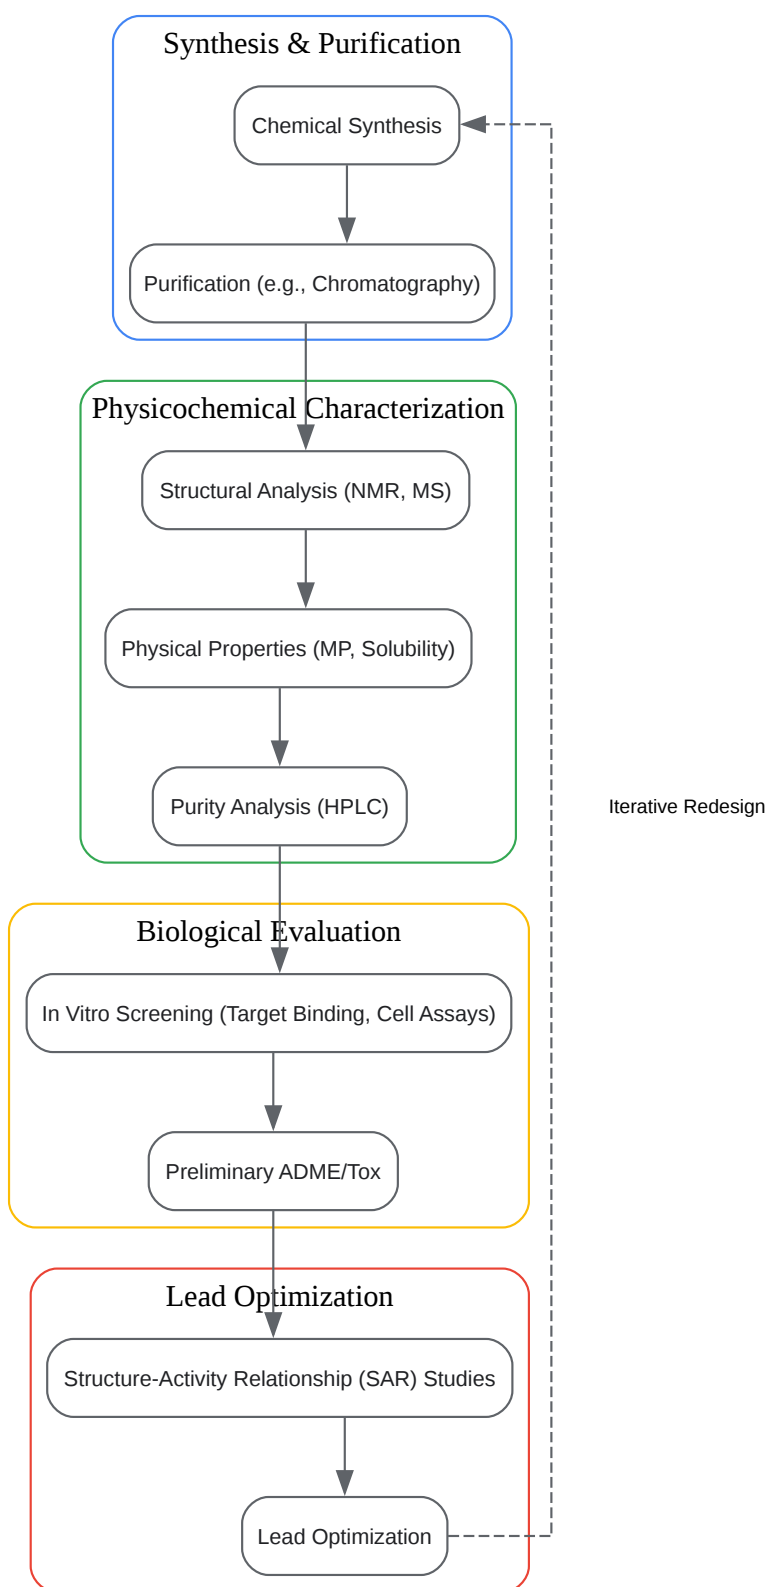 Synthesis & Purification
Chemical Synthesis
Purification (e.g., Chromatography)
Physicochemical Characterization
Structural Analysis (NMR, MS)
Physical Properties (MP, Solubility)
Purity Analysis (HPLC)
Iterative Redesign
Biological Evaluation
In Vitro Screening (Target Binding, Cell Assays)
Preliminary ADME/Tox
Lead Optimization
Structure-Activity Relationship (SAR) Studies
Lead Optimization